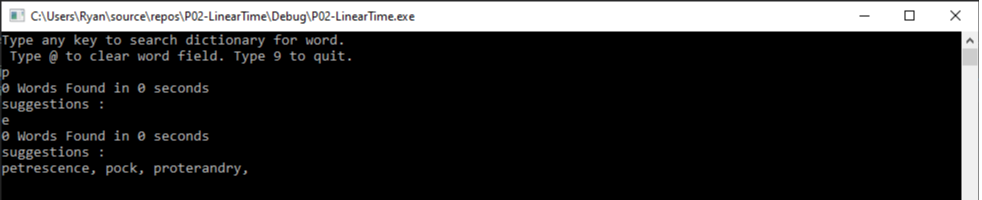 C:\Users\Ryan\source\repos\P02-LinearTime\Debug\P02-LinearTime.exe
Type any key to search dictionary for word.
Type @ to clear word field. Type 9 to quit.
p
0 Words Found in 0 seconds
suggestions :
e
0 Words Found in 0 seconds
suggestions :
petrescence, pock, proterandry,